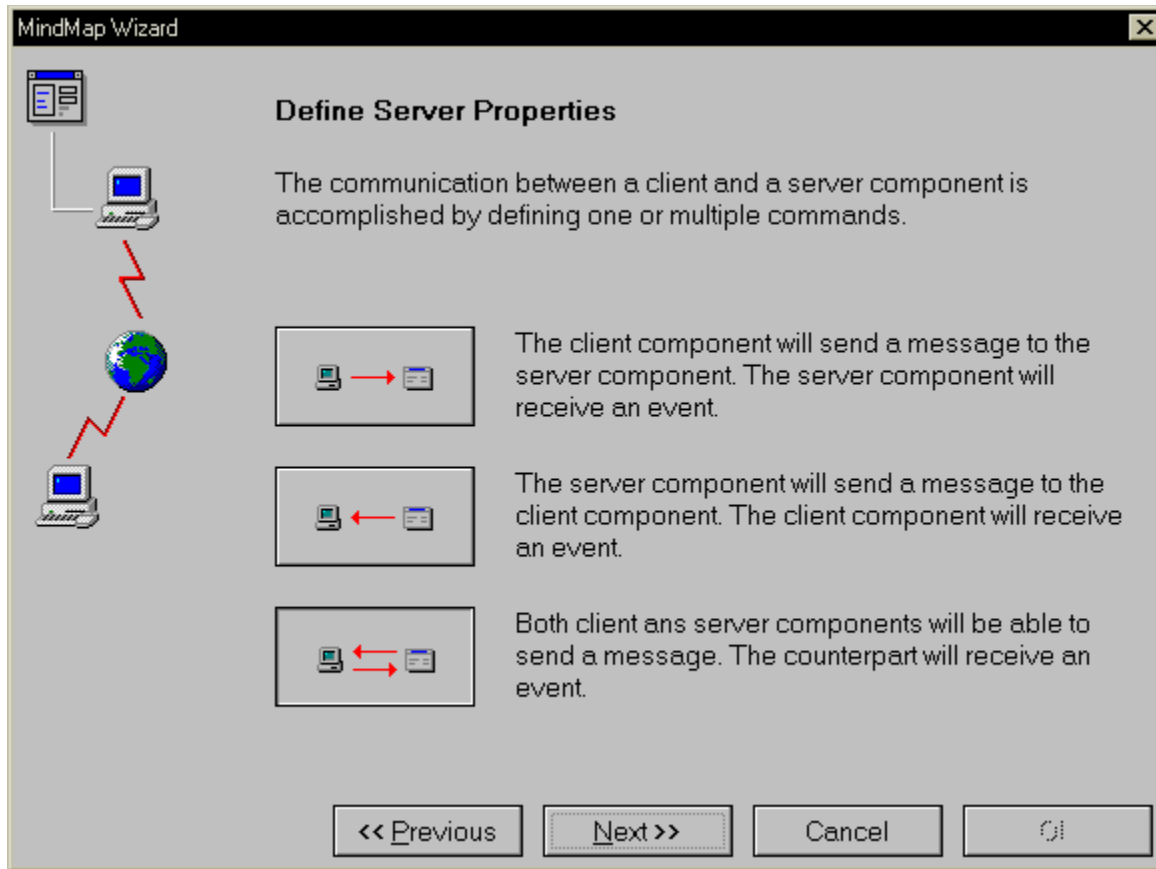 MindMap Wizard
Define Server Properties
The communication between a client and a server component is
accomplished by defining one or multiple commands.
The client component will send a message to the
server component. The server component will
receive an event.
The server component will send a message to the
client component. The client component will receive
an event.
Both client ans server components will be able to
send a message. The counterpart will receive an
event.
<< Previous
Next >>
Cancel